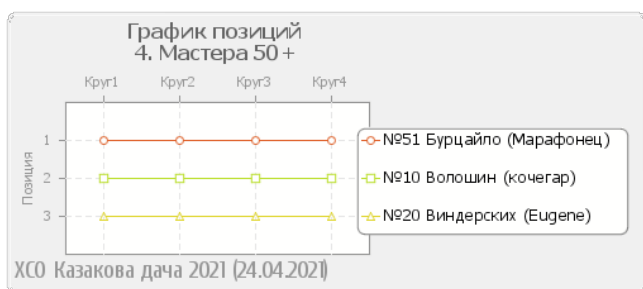 График позиций
4. Мастера 50+
Круг1 Круг2 Круг3 Круг4
Позиция
1
2
3
№51 Бурцайло (Марафонец)
№10 Волошин (кочегар)
№20 Виндерских (Eugene)
ХСО Казакова дача 2021 (24.04.2021)